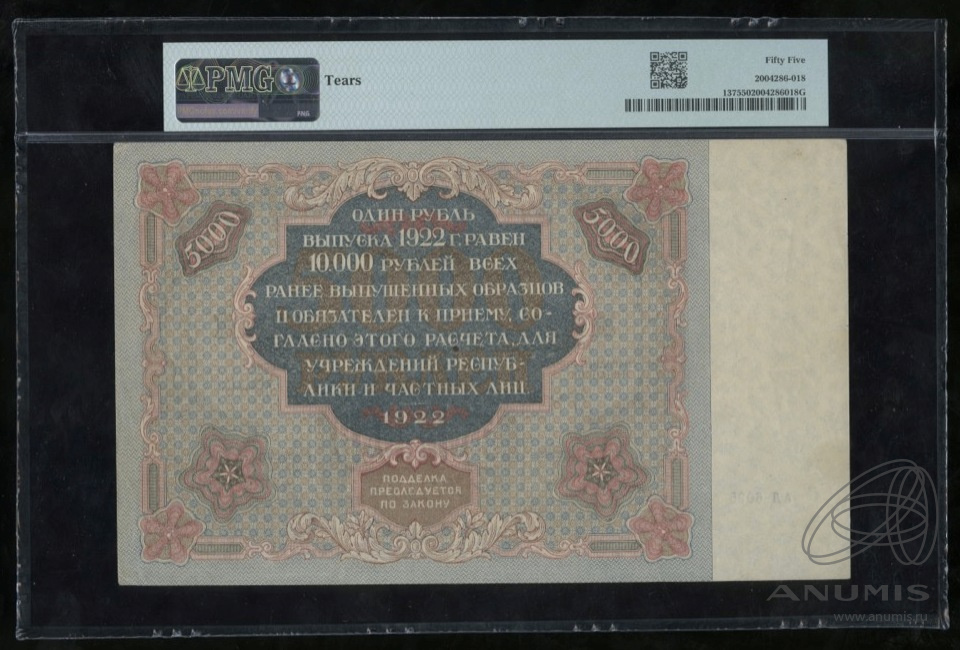 PMG
PMG
Tears
Fifty Five
2004286-018
1375502004286018G
5000
5000
ОДИН РУБЛЬ
ВЫПУСКА 1922 Г. РАВЕН
10.000 РУБЛЕЙ ВСЕХ
РАНЕЕ ВЫПУЩЕННЫХ ОБРАЗЦОВ
И ОБЯЗАТЕЛЕН К ПРИЕМУ, СО-
ГЛАСНО ЭТОГО РАСЧЕТА, ДЛЯ
УЧРЕЖДЕНИЙ РЕСПУБ-
ЛИКИ И ЧАСТНЫХ ЛИЦ
1922
ПОДДЕЛКА
ПРЕСЛЕДУЕТСЯ
ПО ЗАКОНУ
ANUMIS
www.anumis.ru